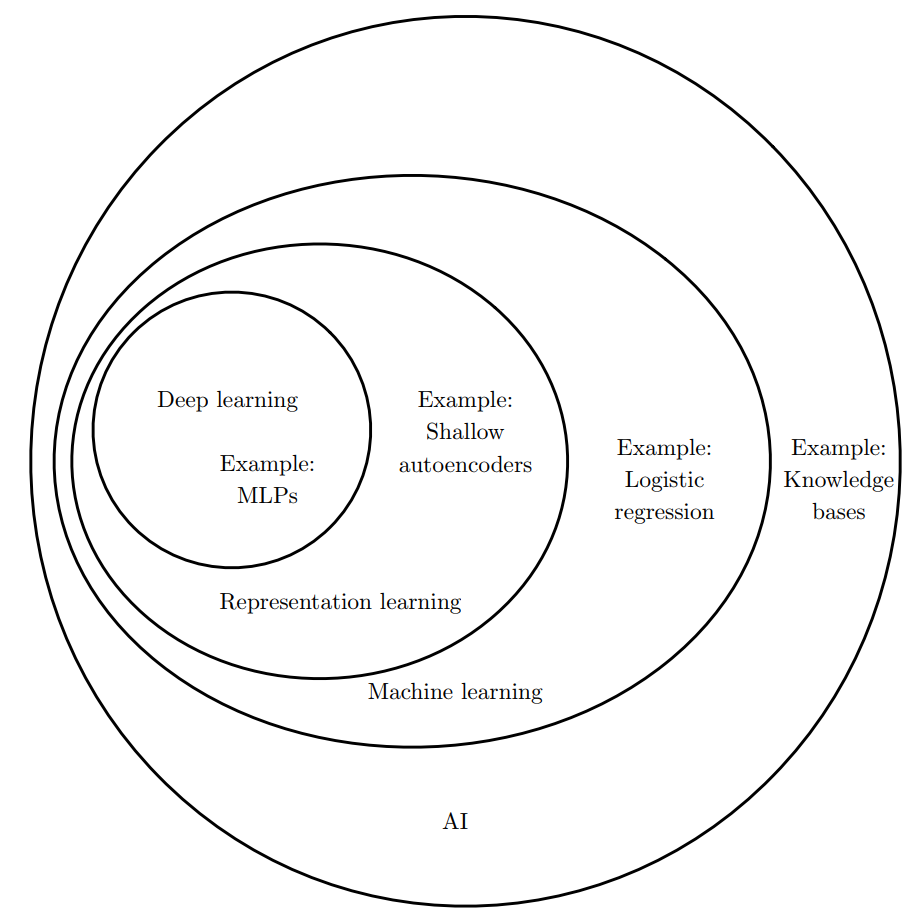 Deep learning
Example:
MLPs
Example:
Shallow
autoencoders
Example:
Logistic
regression
Example:
Knowledge
bases
Representation learning
Machine learning
AI